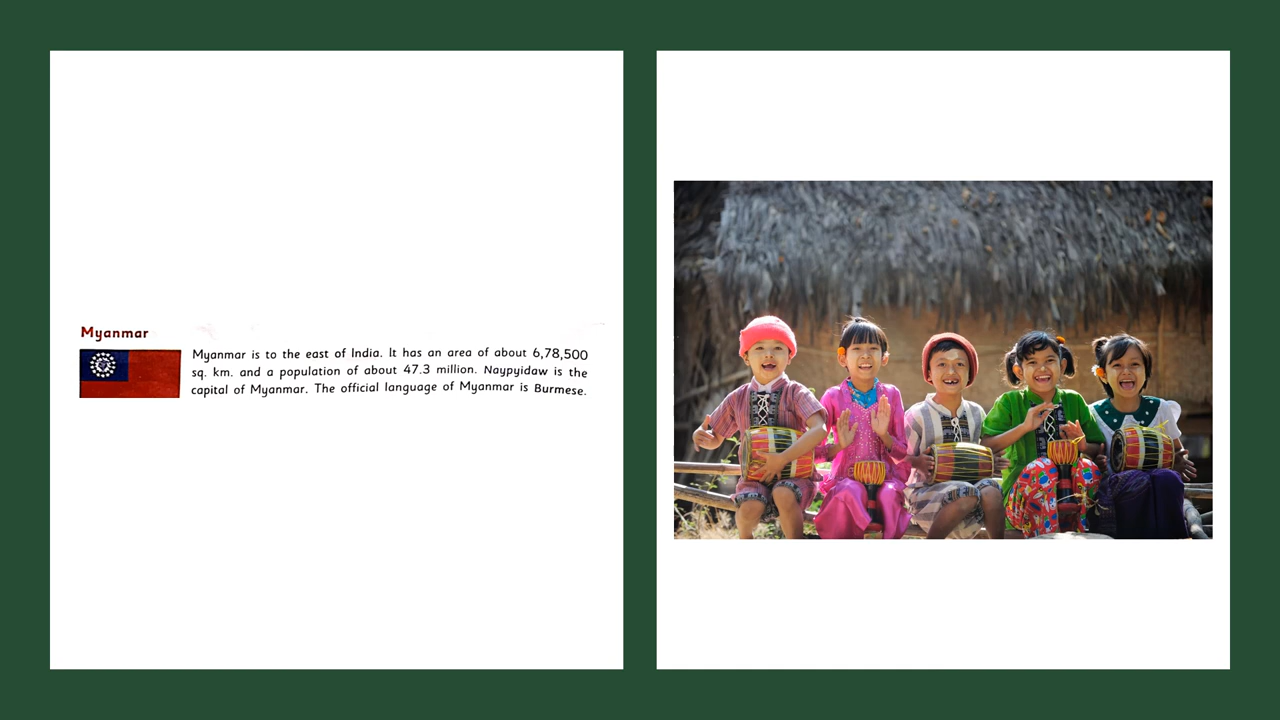 Myanmar
Myanmar is to the east of India. It has an area of about 6,78,500
sq. km. and a population of about 47.3 million. Naypyidaw is the
capital of Myanmar. The official language of Myanmar is Burmese.